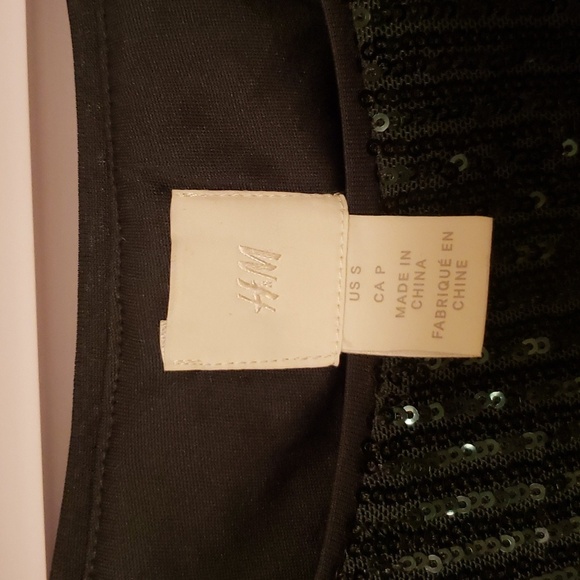 H&M
US S
CA P
MADE IN
CHINA
FABRIQUÉ EN
CHINE